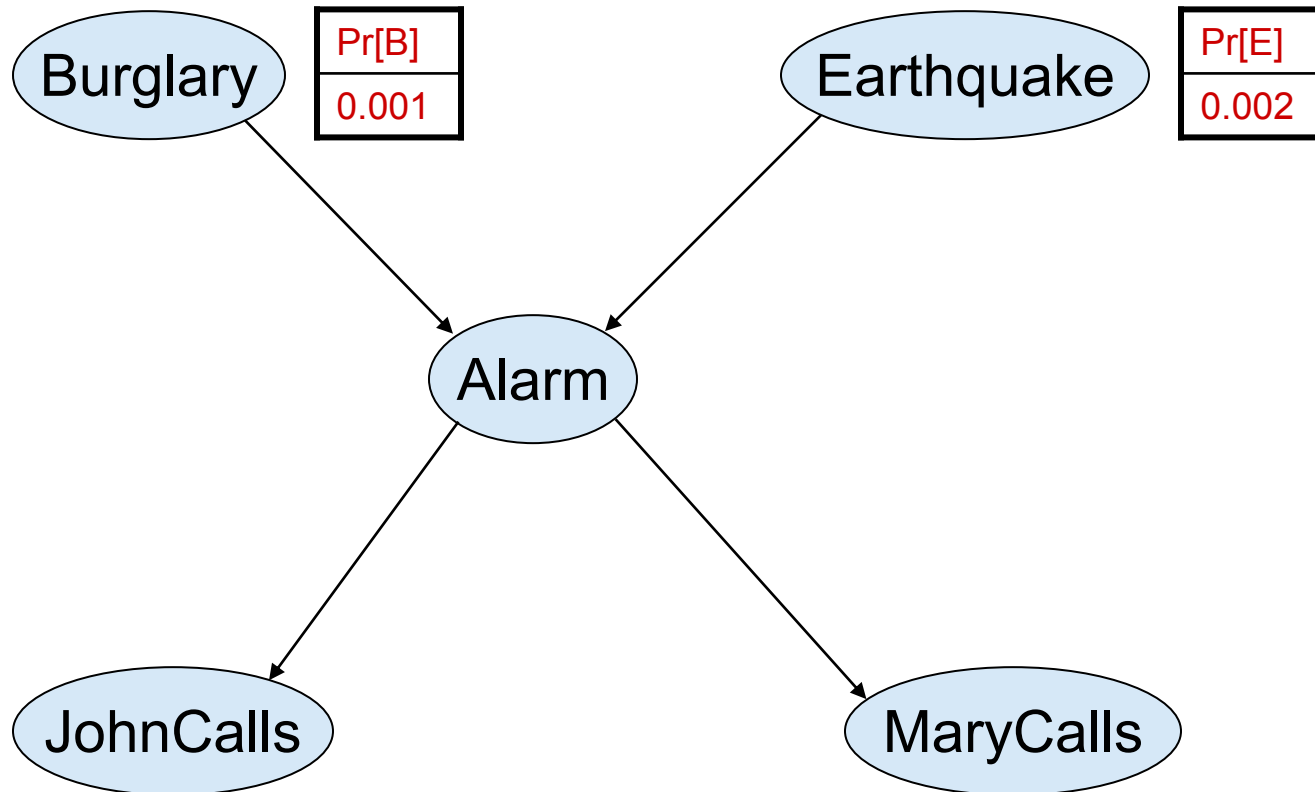 Burglary
Pr[B]
0.001
Earthquake
Pr[E]
0.002
Alarm
JohnCalls
MaryCalls